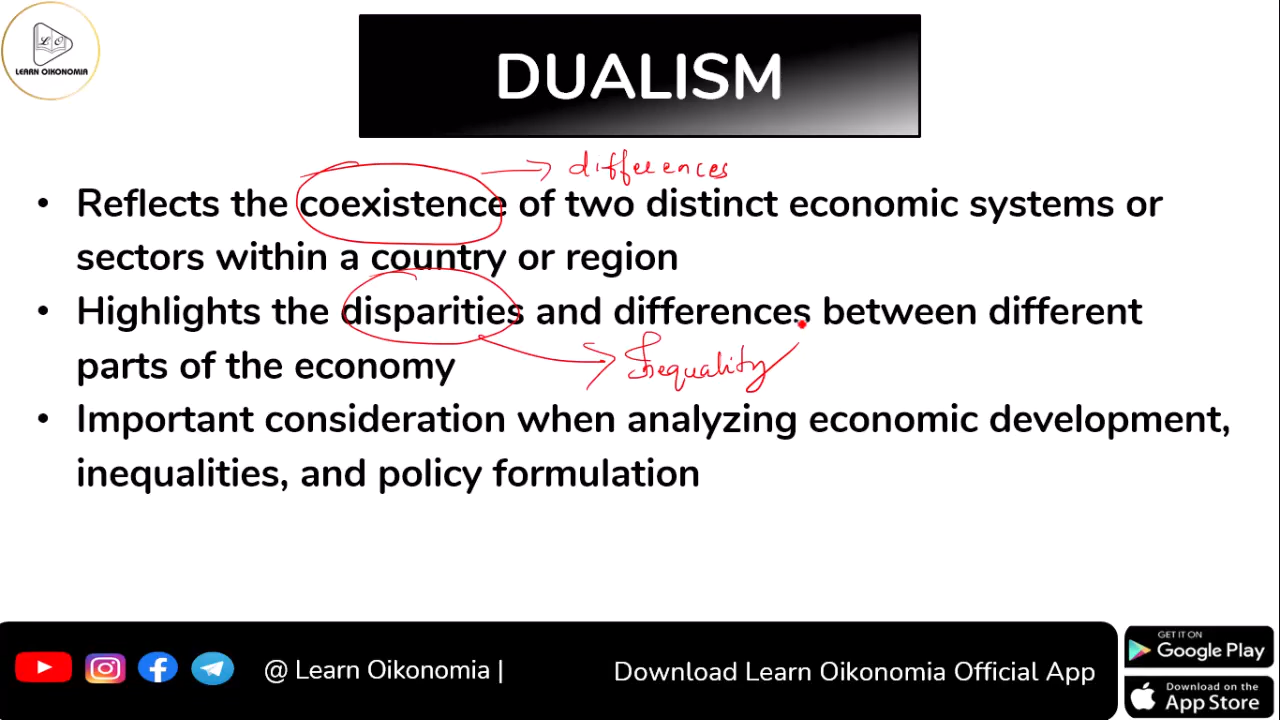 LO
LEARN OIKONOMIA
DUALISM
differences
• Reflects the coexistence of two distinct economic systems or
sectors within a country or region
• Highlights the disparities and differences between different
Inequality
parts of the economy
• Important consideration when analyzing economic development,
inequalities, and policy formulation
@ Learn Oikonomia |
Download Learn Oikonomia Official App
GET IT ON
Google Play
Download on the
App Store